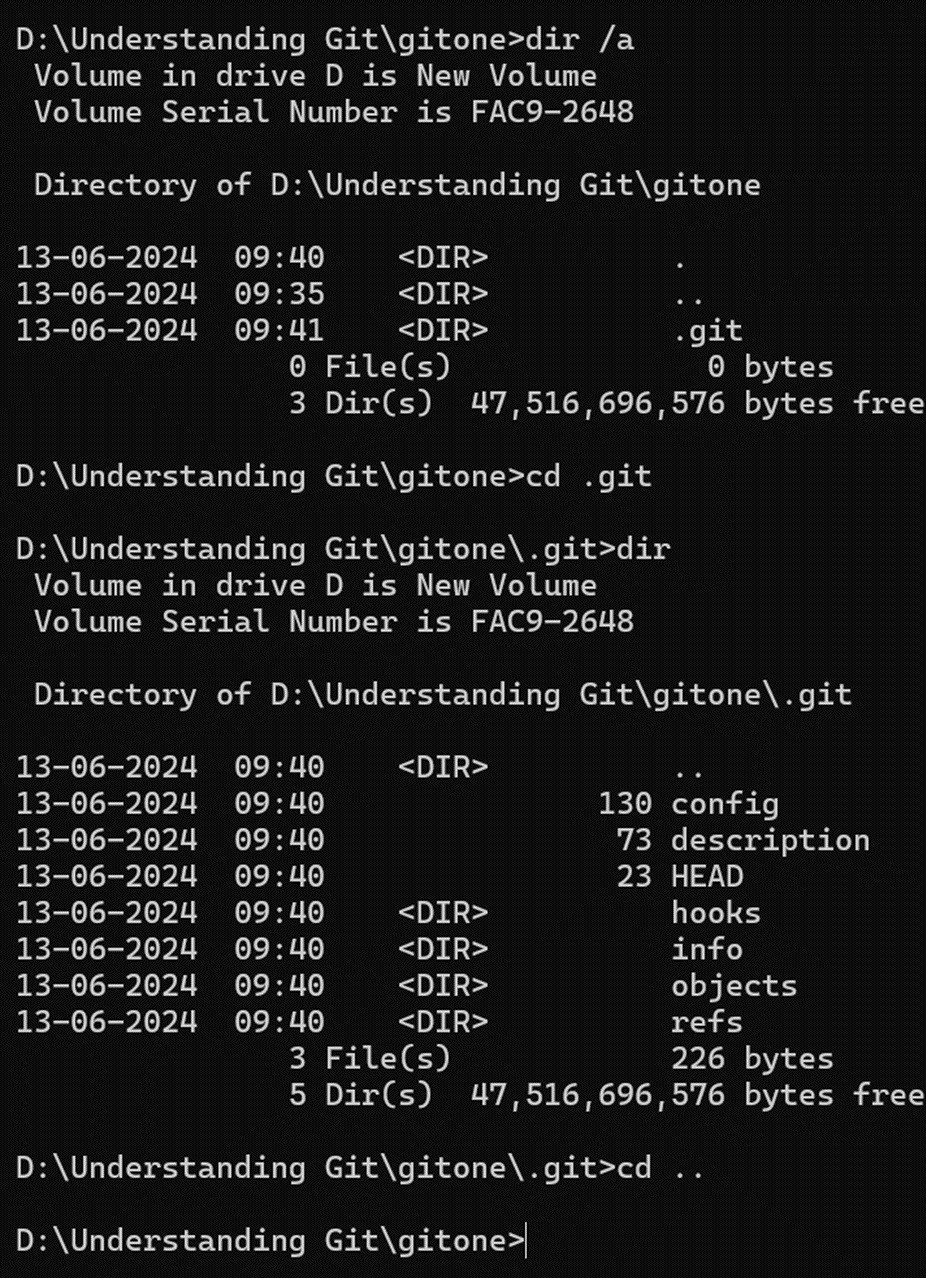 D:\Understanding Git\gitone>dir /a
Volume in drive D is New Volume
Volume Serial Number is FAC9-2648
Directory of D:\Understanding Git\gitone
13-06-2024 09:40 <DIR> .
13-06-2024 09:35 <DIR> ..
13-06-2024 09:41 <DIR> .git
0 File(s) 0 bytes
3 Dir(s) 47,516,696,576 bytes free
D:\Understanding Git\gitone>cd .git
D:\Understanding Git\gitone\.git>dir
Volume in drive D is New Volume
Volume Serial Number is FAC9-2648
Directory of D:\Understanding Git\gitone\.git
13-06-2024 09:40 <DIR> ..
13-06-2024 09:40 130 config
13-06-2024 09:40 73 description
13-06-2024 09:40 23 HEAD
13-06-2024 09:40 <DIR> hooks
13-06-2024 09:40 <DIR> info
13-06-2024 09:40 <DIR> objects
13-06-2024 09:40 <DIR> refs
3 File(s) 226 bytes
5 Dir(s) 47,516,696,576 bytes free
D:\Understanding Git\gitone\.git>cd ..
D:\Understanding Git\gitone>